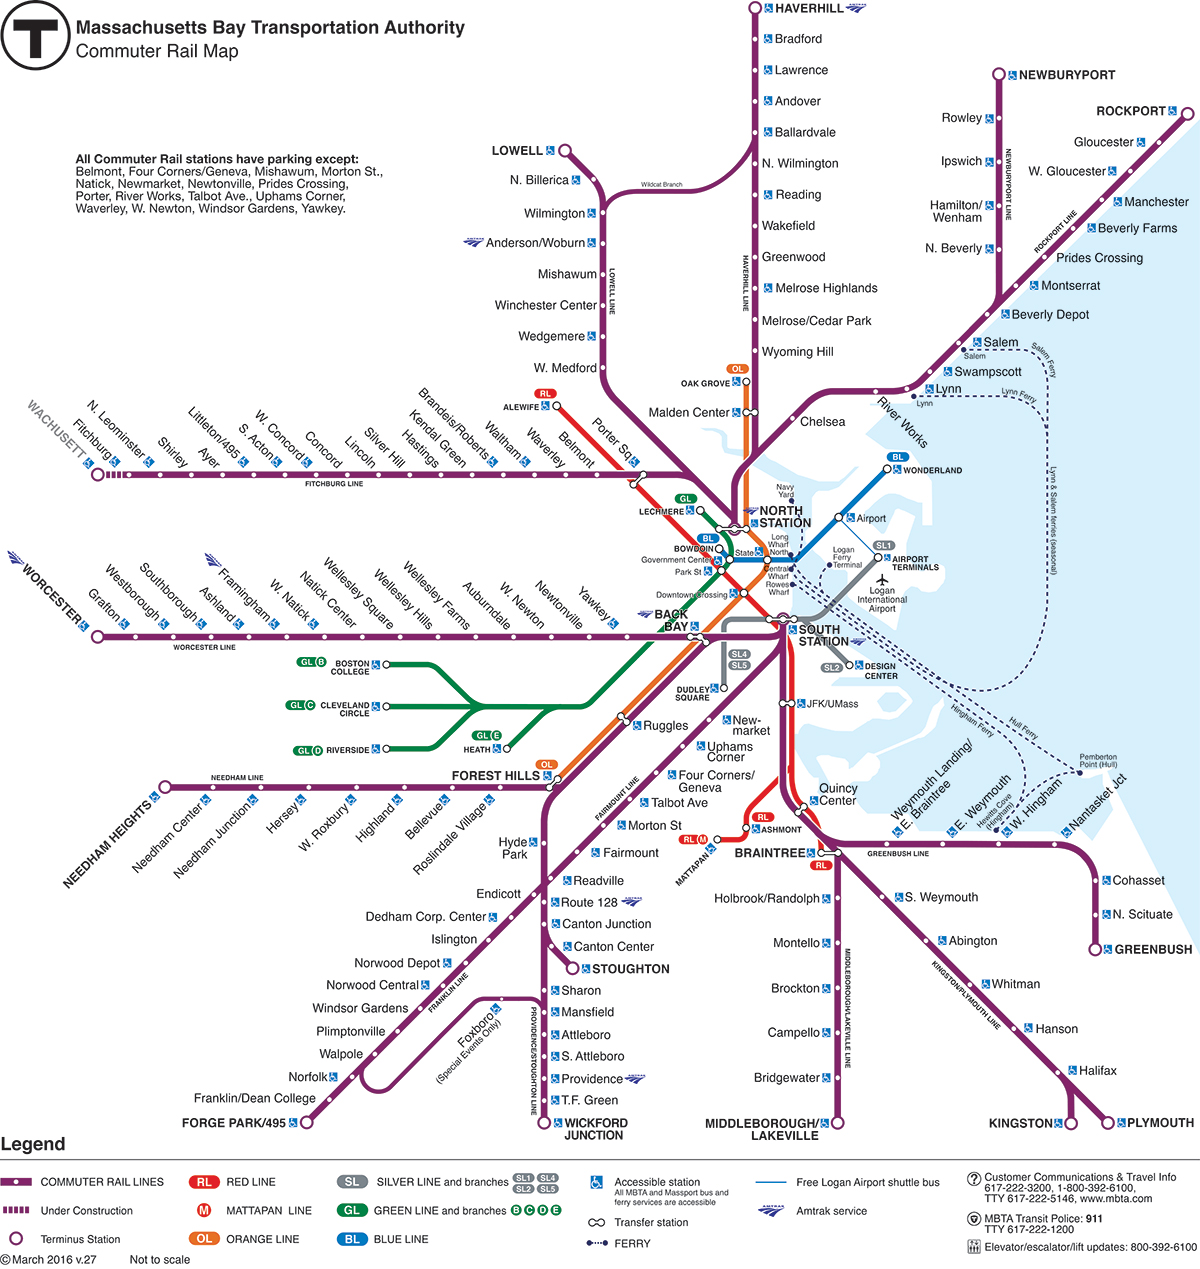 T
Massachusetts Bay Transportation Authority
Commuter Rail Map
All Commuter Rail stations have parking except:
Belmont, Four Corners/Geneva, Mishawum, Morton St.,
Natick, Newmarket, Newtonville, Prides Crossing,
Porter, River Works, Talbot Ave., Uphams Corner,
Waverley, W. Newton, Windsor Gardens, Yawkey.
HAVERHILL
AMTRAK
Bradford
Lawrence
Andover
Ballardvale
N. Wilmington
Reading
Wakefield
Greenwood
Melrose Highlands
Melrose/Cedar Park
Wyoming Hill
HAVERHILL LINE
OL
OAK GROVE
Malden Center
NEWBURYPORT
Rowley
Ipswich
Hamilton/
Wenham
N. Beverly
NEWBURYPORT LINE
ROCKPORT
Gloucester
W. Gloucester
Manchester
Beverly Farms
Prides Crossing
Montserrat
Beverly Depot
ROCKPORT LINE
Salem
Salem
Swampscott
Lynn
Lynn
River Works
Chelsea
Salem Ferry
Lynn Ferry
Lynn & Salem ferries (seasonal)
LOWELL
N. Billerica
Wilmington
Wildcat Branch
AMTRAK
Anderson/Woburn
Mishawum
Winchester Center
Wedgemere
W. Medford
LOWELL LINE
RL
ALEWIFE
WACHUSETT
Fitchburg
N. Leominster
Shirley
Ayer
Littleton/495
S. Acton
W. Concord
Concord
Lincoln
Silver Hill
Hastings
Kendal Green
Brandeis/Roberts
Waltham
Waverley
Belmont
Porter Sq
FITCHBURG LINE
GL
LECHMERE
BL
BOWDOIN
Government Center
Park St
State
Downtown Crossing
NORTH
STATION
Navy
Yard
Long
Wharf
North
Central
Wharf
Rowes
Wharf
Logan
Ferry
Terminal
BL
WONDERLAND
Airport
SL1
AIRPORT
TERMINALS
Logan
International
Airport
AMTRAK
WORCESTER
Grafton
Westborough
Southborough
Ashland
AMTRAK
Framingham
W. Natick
Natick Center
Wellesley Square
Wellesley Hills
Wellesley Farms
Auburndale
W. Newton
Newtonville
Yawkey
WORCESTER LINE
AMTRAK
BACK
BAY
SOUTH
STATION
AMTRAK
SL4
SL5
SL2
DESIGN
CENTER
DUDLEY
SQUARE
GL B
BOSTON
COLLEGE
GL C
CLEVELAND
CIRCLE
GL D
RIVERSIDE
GL E
HEATH
OL
FOREST HILLS
Ruggles
New-
market
Uphams
Corner
Four Corners/
Geneva
Talbot Ave
Morton St
Fairmount
Readville
FAIRMOUNT LINE
JFK/UMass
Quincy
Center
RL
ASHMONT
RL M
MATTAPAN
BRAINTREE
RL
Hingham Ferry
Hull Ferry
Pemberton
Point (Hull)
Hewitts Cove
(Hingham)
Weymouth Landing/
E. Braintree
E. Weymouth
W. Hingham
Nantasket Jct
GREENBUSH LINE
Cohasset
N. Scituate
GREENBUSH
NEEDHAM LINE
NEEDHAM HEIGHTS
Needham Center
Needham Junction
Hersey
W. Roxbury
Highland
Bellevue
Roslindale Village
Hyde
Park
Endicott
Dedham Corp. Center
Islington
Norwood Depot
Norwood Central
Windsor Gardens
Plimptonville
Walpole
Norfolk
Franklin/Dean College
FORGE PARK/495
FRANKLIN LINE
Foxboro
(Special Events Only)
Route 128
AMTRAK
Canton Junction
Canton Center
STOUGHTON
Sharon
Mansfield
Attleboro
S. Attleboro
Providence
AMTRAK
T.F. Green
WICKFORD
JUNCTION
PROVIDENCE/STOUGHTON LINE
Holbrook/Randolph
Montello
Brockton
Campello
Bridgewater
MIDDLEBOROUGH/
LAKEVILLE
MIDDLEBOROUGH/LAKEVILLE LINE
S. Weymouth
Abington
Whitman
Hanson
Halifax
KINGSTON
PLYMOUTH
KINGSTON/PLYMOUTH LINE
Legend
COMMUTER RAIL LINES
Under Construction
Terminus Station
RL RED LINE
M MATTAPAN LINE
OL ORANGE LINE
SL SILVER LINE and branches SL1 SL4 SL2 SL5
GL GREEN LINE and branches B C D E
BL BLUE LINE
Accessible station
All MBTA and Massport bus and
ferry services are accessible
Transfer station
FERRY
Free Logan Airport shuttle bus
Amtrak service
? Customer Communications & Travel Info
617-222-3200, 1-800-392-6100,
TTY 617-222-5146, www.mbta.com
MBTA Transit Police: 911
TTY 617-222-1200
Elevator/escalator/lift updates: 800-392-6100
© March 2016 v.27
Not to scale